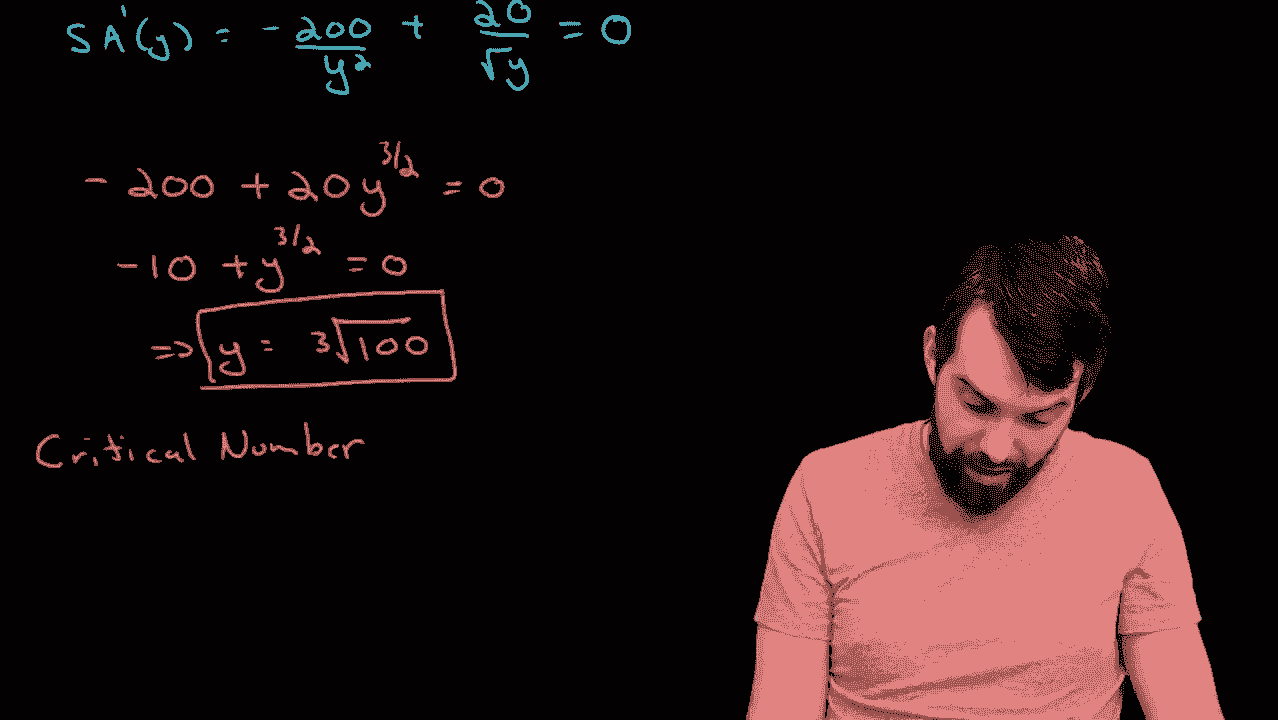 SA'(y) = - 200/y² + 20/√y = 0
- 200 + 20y^3/2 = 0
-10 + y^3/2 = 0
=> y = ³√100
Critical Number